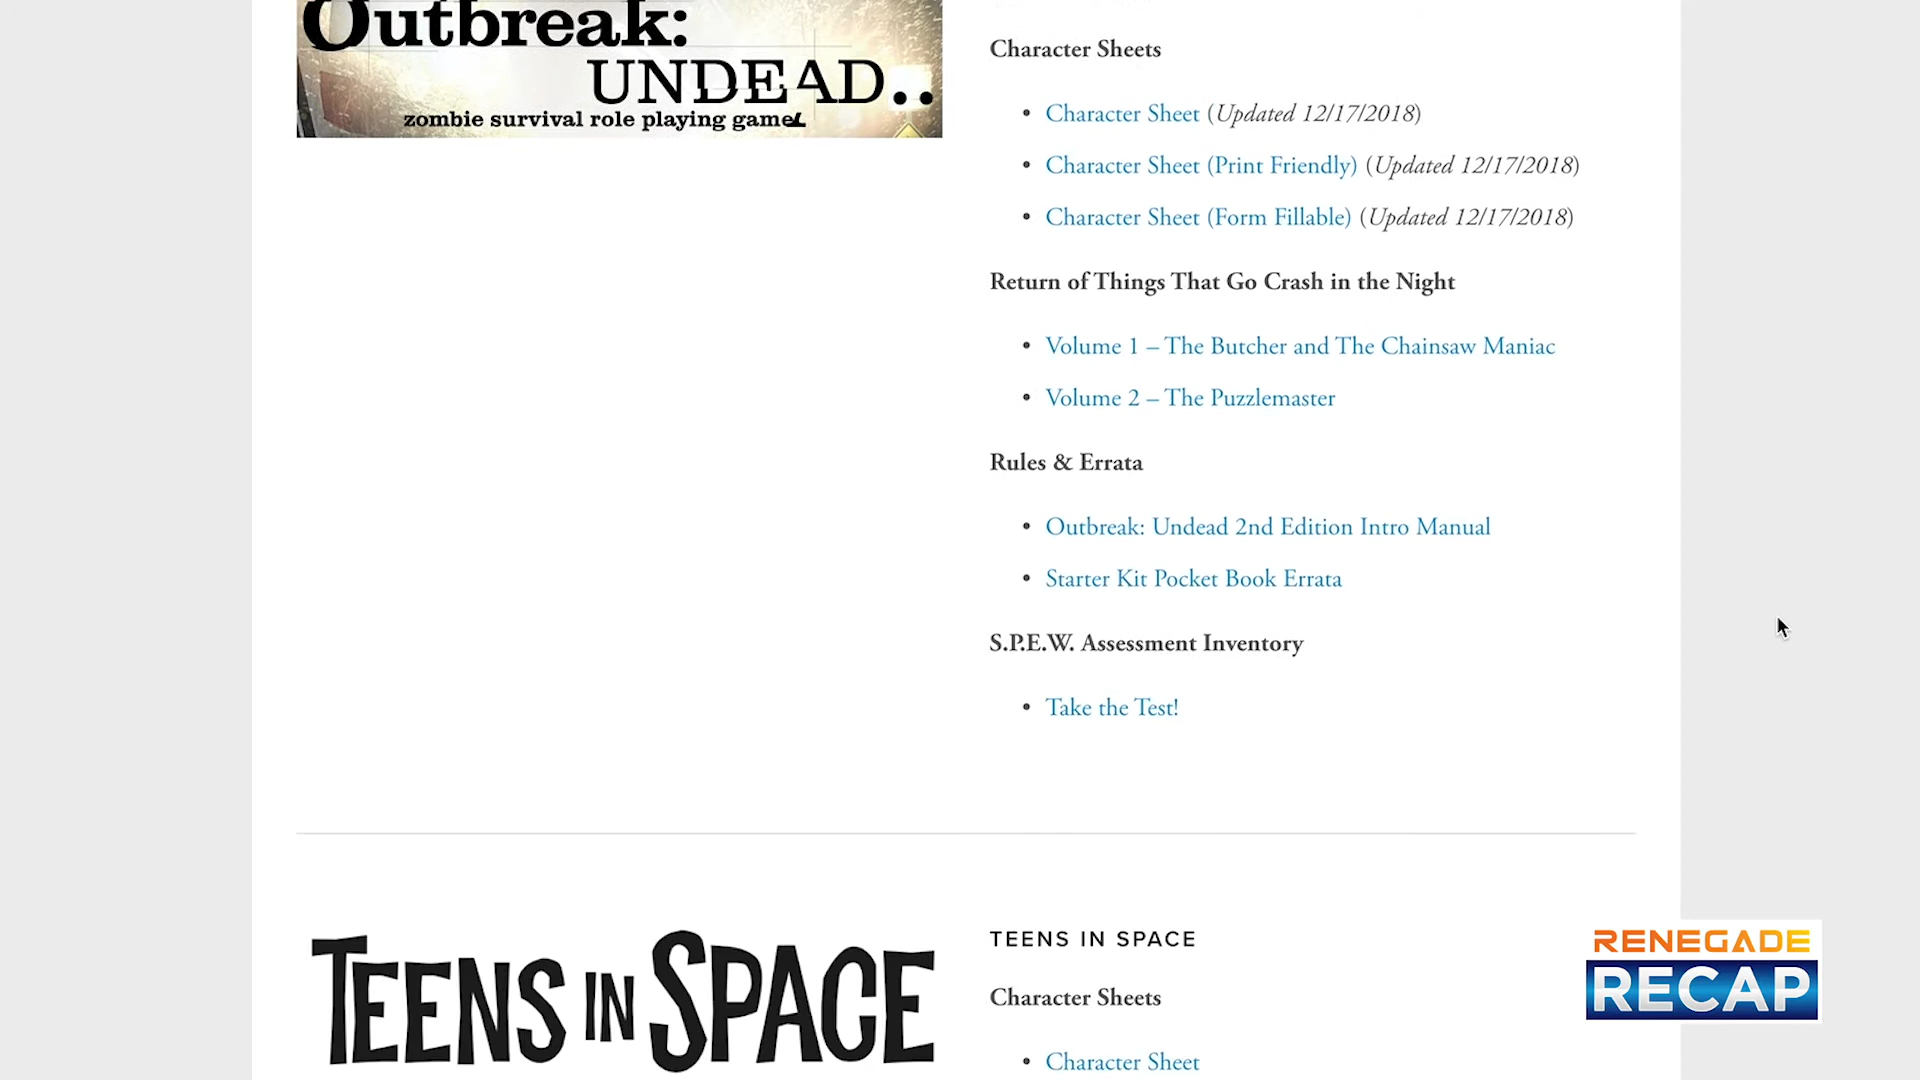 Outbreak:
UNDEAD..
zombie survival role playing game
Character Sheets
• Character Sheet (Updated 12/17/2018)
• Character Sheet (Print Friendly) (Updated 12/17/2018)
• Character Sheet (Form Fillable) (Updated 12/17/2018)
Return of Things That Go Crash in the Night
• Volume 1 – The Butcher and The Chainsaw Maniac
• Volume 2 – The Puzzlemaster
Rules & Errata
• Outbreak: Undead 2nd Edition Intro Manual
• Starter Kit Pocket Book Errata
S.P.E.W. Assessment Inventory
• Take the Test!
TEENS IN SPACE
TEENS IN SPACE
Character Sheets
• Character Sheet
RENEGADE
RECAP